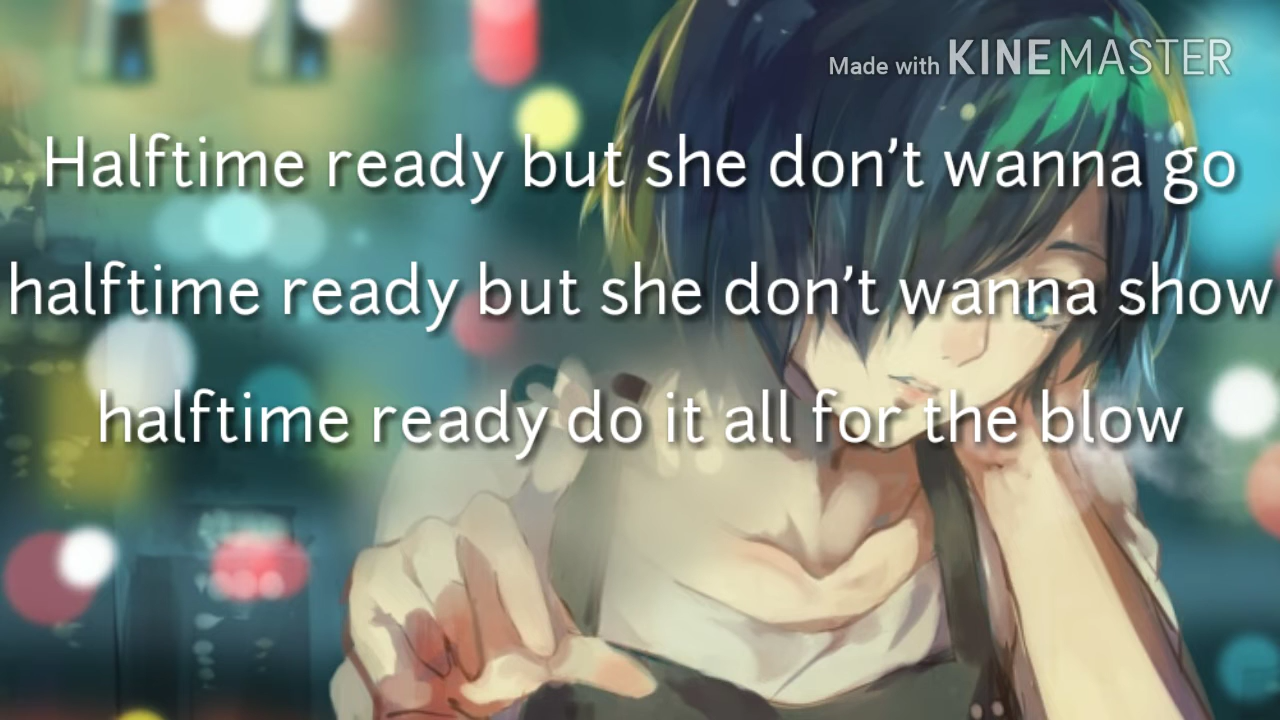 Made with KINEMASTER
Halftime ready but she don’t wanna go
halftime ready but she don’t wanna show
halftime ready do it all for the blow